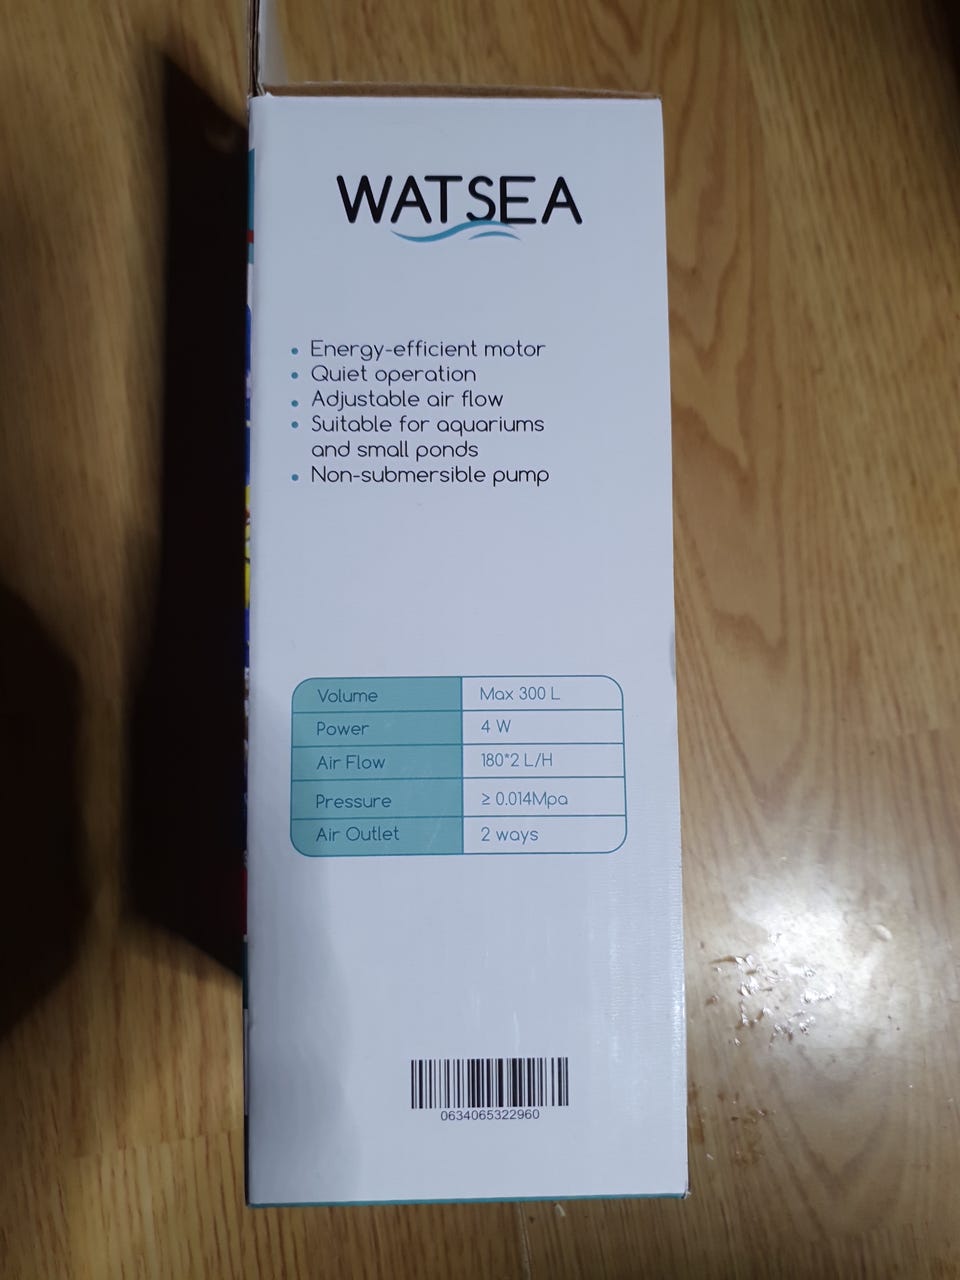 WATSEA
• Energy-efficient motor
• Quiet operation
• Adjustable air flow
• Suitable for aquariums
and small ponds
• Non-submersible pump
Volume Max 300 L
Power 4 W
Air Flow 180*2 L/H
Pressure ≥ 0.014Mpa
Air Outlet 2 ways
0634065322960